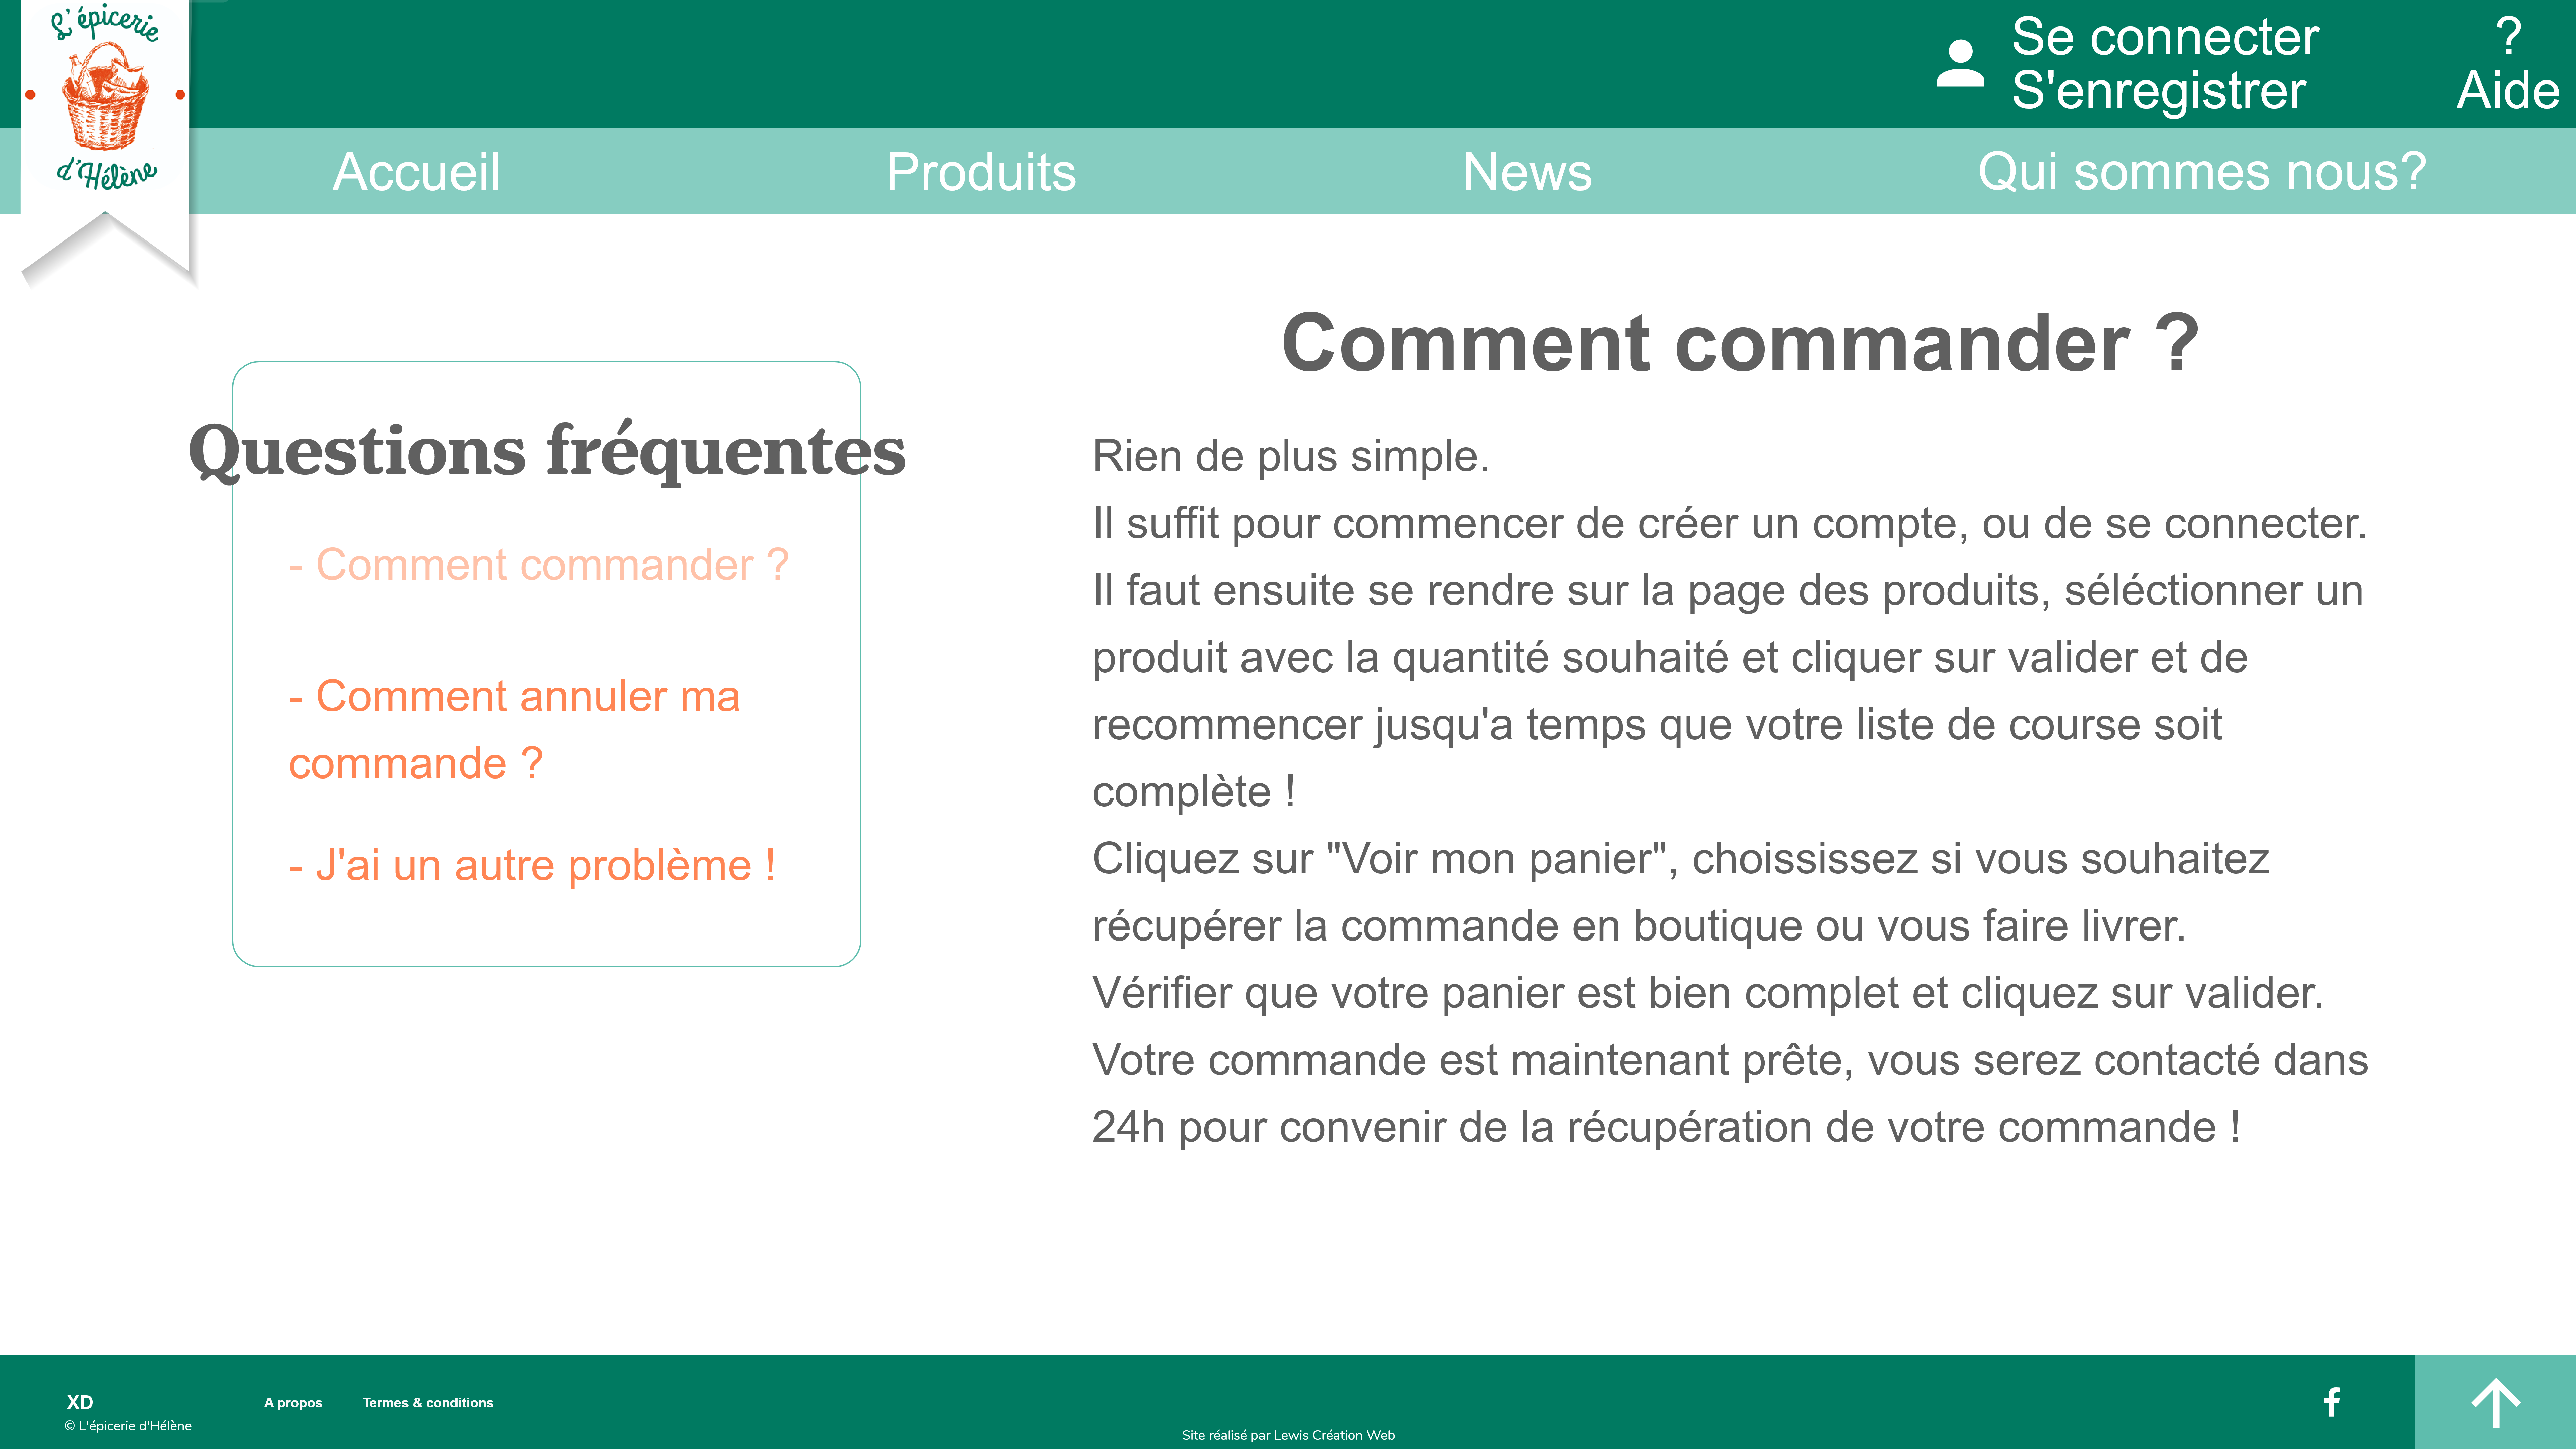 L'épicerie
d'Hélène
Se connecter
S'enregistrer
?
Aide
Accueil
Produits
News
Qui sommes nous?
Questions fréquentes
- Comment commander ?
- Comment annuler ma
commande ?
- J'ai un autre problème !
Comment commander ?
Rien de plus simple.
Il suffit pour commencer de créer un compte, ou de se connecter.
Il faut ensuite se rendre sur la page des produits, séléctionner un
produit avec la quantité souhaité et cliquer sur valider et de
recommencer jusqu'a temps que votre liste de course soit
complète !
Cliquez sur "Voir mon panier", choississez si vous souhaitez
récupérer la commande en boutique ou vous faire livrer.
Vérifier que votre panier est bien complet et cliquez sur valider.
Votre commande est maintenant prête, vous serez contacté dans
24h pour convenir de la récupération de votre commande !
XD
© L'épicerie d'Hélène
A propos
Termes & conditions
Site réalisé par Lewis Création Web